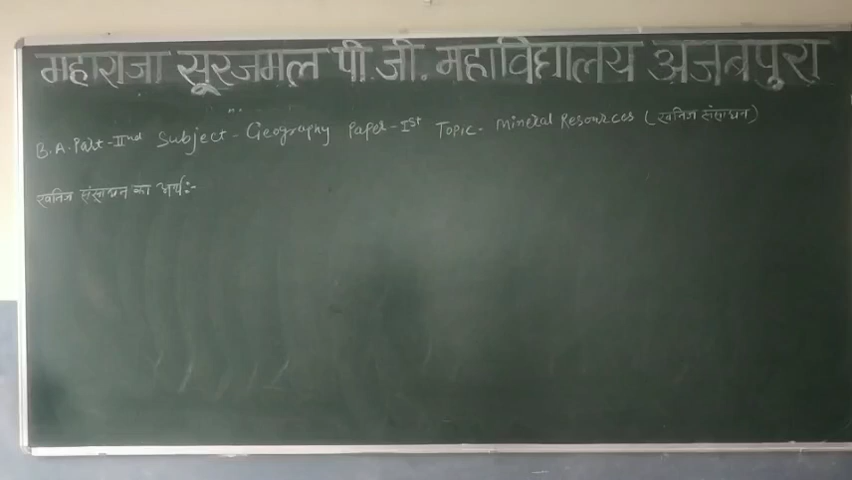 महाराजा सूरजमल पी.जी. महाविद्यालय अजबपुरा
B.A. Part-IInd Subject - Geography Paper-Ist Topic- Mineral Resources (खनिज संसाधन)
खनिज संसाधन का अर्थ:-